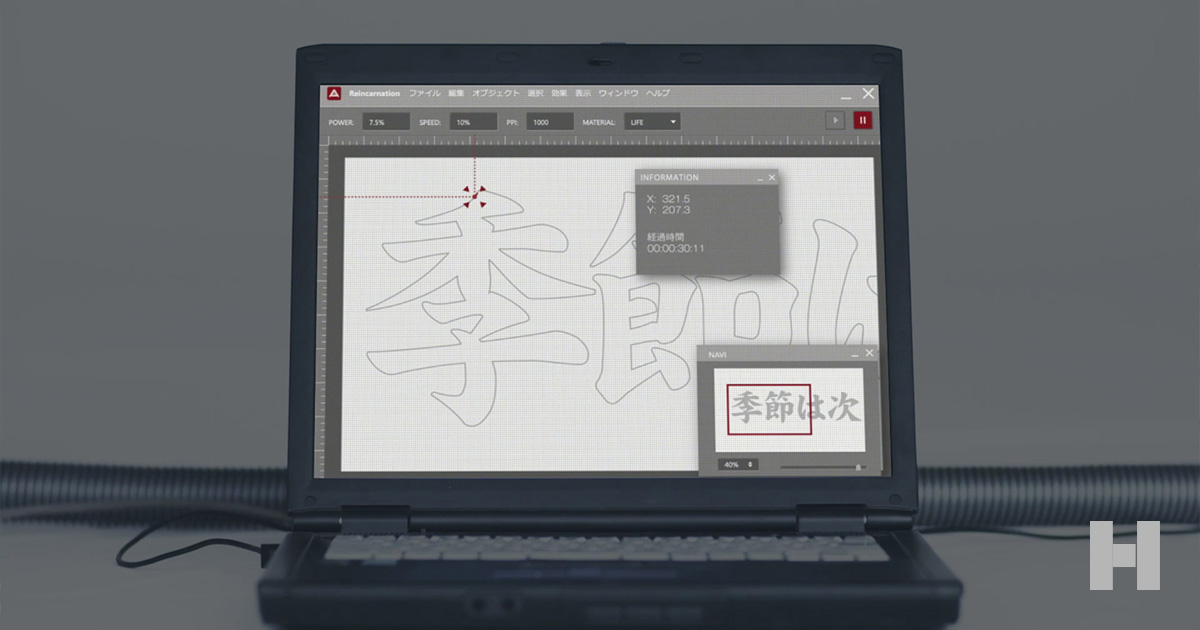 Reincarnation ファイル 編集 オブジェクト 選択 効果 表示 ウィンドウ ヘルプ
POWER: 7.5% SPEED: 10% PPI: 1000 MATERIAL: LIFE
INFORMATION
X: 321.5
Y: 207.3
経過時間
00:00:30:11
季節は
NAVI
季節は次
40%
H